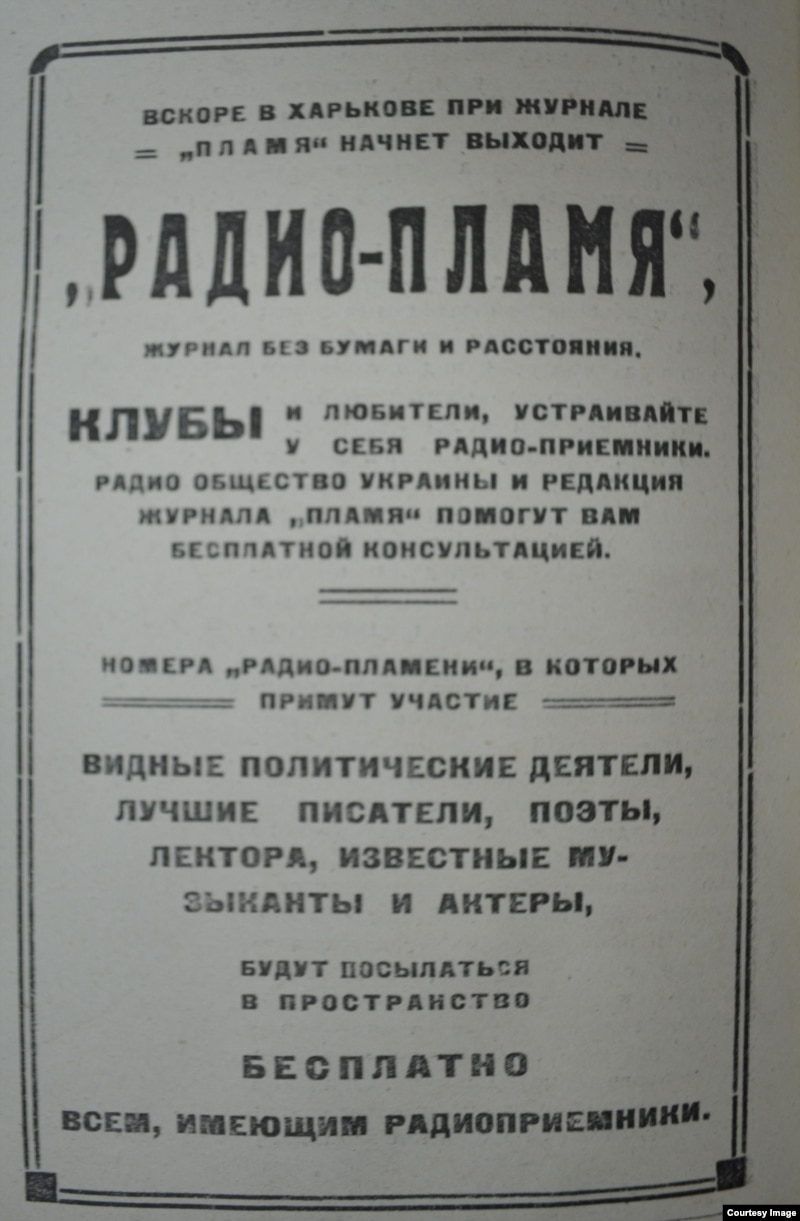 ВСКОРЕ В ХАРЬКОВЕ ПРИ ЖУРНАЛЕ
„ПЛАМЯ“ НАЧНЕТ ВЫХОДИТ
„РАДИО-ПЛАМЯ“,
ЖУРНАЛ БЕЗ БУМАГИ И РАССТОЯНИЯ.
КЛУБЫ И ЛЮБИТЕЛИ, УСТРАИВАЙТЕ
У СЕБЯ РАДИО-ПРИЕМНИКИ.
РАДИО ОБЩЕСТВО УКРАИНЫ И РЕДАКЦИЯ
ЖУРНАЛА „ПЛАМЯ“ ПОМОГУТ ВАМ
БЕСПЛАТНОЙ КОНСУЛЬТАЦИЕЙ.
НОМЕРА „РАДИО-ПЛАМЕНИ“, В КОТОРЫХ
ПРИМУТ УЧАСТИЕ
ВИДНЫЕ ПОЛИТИЧЕСКИЕ ДЕЯТЕЛИ,
ЛУЧШИЕ ПИСАТЕЛИ, ПОЭТЫ,
ЛЕКТОРА, ИЗВЕСТНЫЕ МУ-
ЗЫКАНТЫ И АКТЕРЫ,
БУДУТ ПОСЫЛАТЬСЯ
В ПРОСТРАНСТВО
БЕСПЛАТНО
ВСЕМ, ИМЕЮЩИМ РАДИОПРИЕМНИКИ.
Courtesy Image